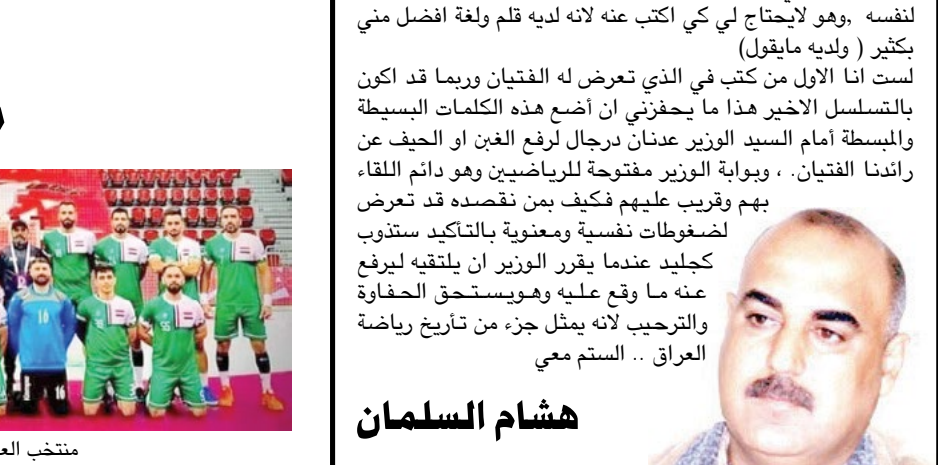 لنفسه ,وهو لايحتاج لي كي اكتب عنه لانه لديه قلم ولغة افضل مني
بكثير ( ولديه مايقول)
لست انا الاول من كتب في الذي تعرض له الفتيان وربما قد اكون
بالتسلسل الاخير هذا ما يحفزني ان أضع هذه الكلمات البسيطة
والمبسطة أمام السيد الوزير عدنان درجال لرفع الغبن او الحيف عن
رائدنا الفتيان. ، وبوابة الوزير مفتوحة للرياضيين وهو دائم اللقاء
بهم وقريب عليهم فكيف بمن نقصده قد تعرض
لضغوطات نفسية ومعنوية بالتأكيد ستذوب
كجليد عندما يقرر الوزير ان يلتقيه ليرفع
عنه ما وقع عليه وهويستحق الحفاوة
والترحيب لانه يمثل جزء من تأريخ رياضة
العراق .. الستم معي
هشام السلمان
منتخب
16
16